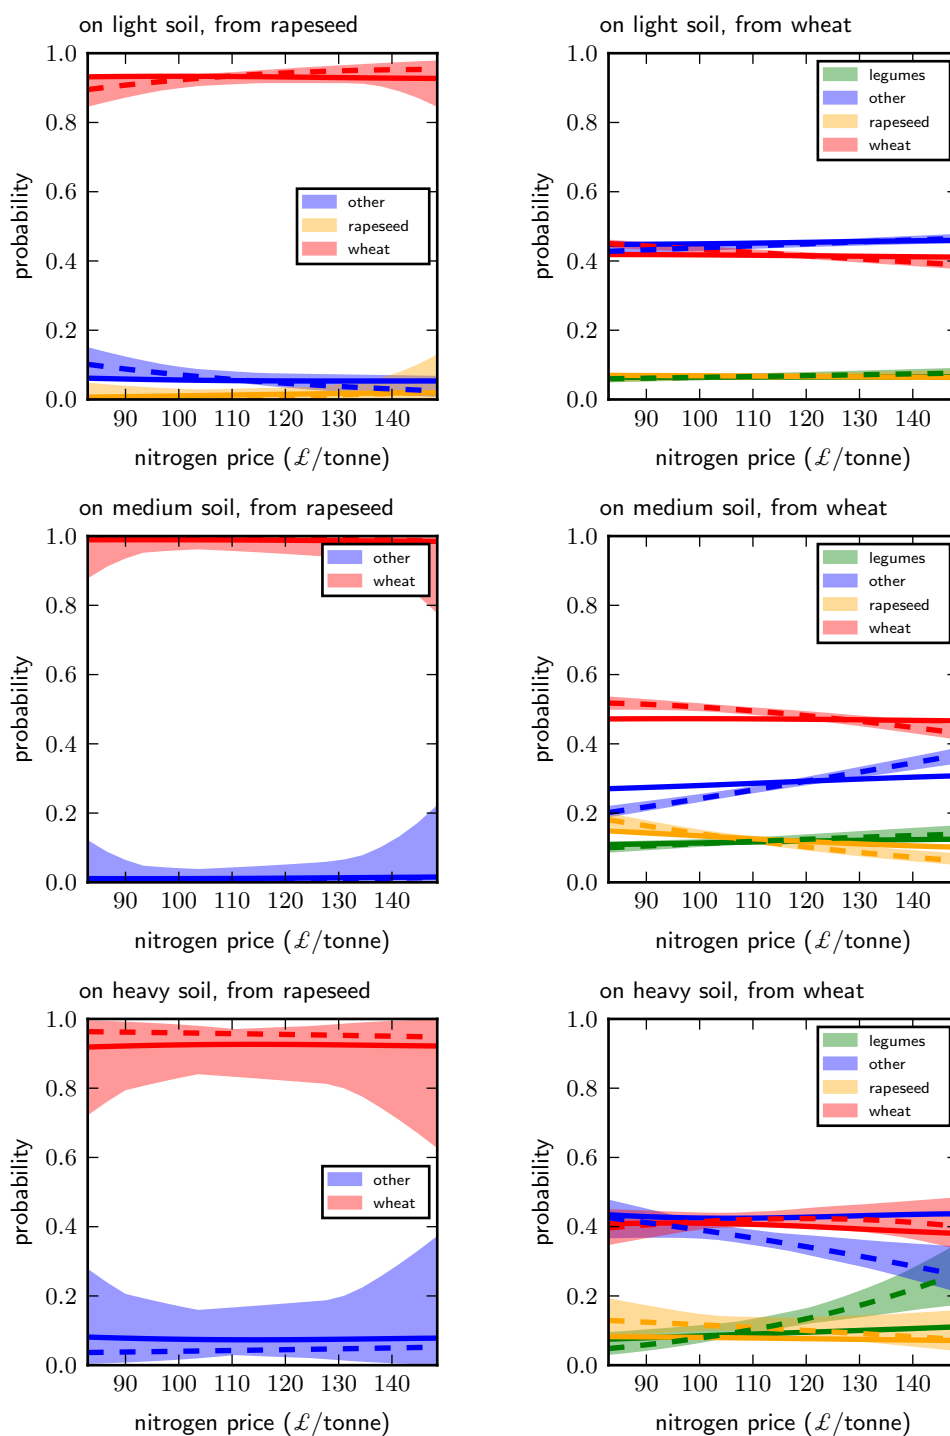 on light soil, from rapeseed
1.0
0.8
0.6
0.4
0.2
0.0
probability
other
rapeseed
wheat
90 100 110 120 130 140
nitrogen price (£/tonne)
on light soil, from wheat
1.0
0.8
0.6
0.4
0.2
0.0
probability
legumes
other
rapeseed
wheat
90 100 110 120 130 140
nitrogen price (£/tonne)
on medium soil, from rapeseed
1.0
0.8
0.6
0.4
0.2
0.0
probability
other
wheat
90 100 110 120 130 140
nitrogen price (£/tonne)
on medium soil, from wheat
1.0
0.8
0.6
0.4
0.2
0.0
probability
legumes
other
rapeseed
wheat
90 100 110 120 130 140
nitrogen price (£/tonne)
on heavy soil, from rapeseed
1.0
0.8
0.6
0.4
0.2
0.0
probability
other
wheat
90 100 110 120 130 140
nitrogen price (£/tonne)
on heavy soil, from wheat
1.0
0.8
0.6
0.4
0.2
0.0
probability
legumes
other
rapeseed
wheat
90 100 110 120 130 140
nitrogen price (£/tonne)